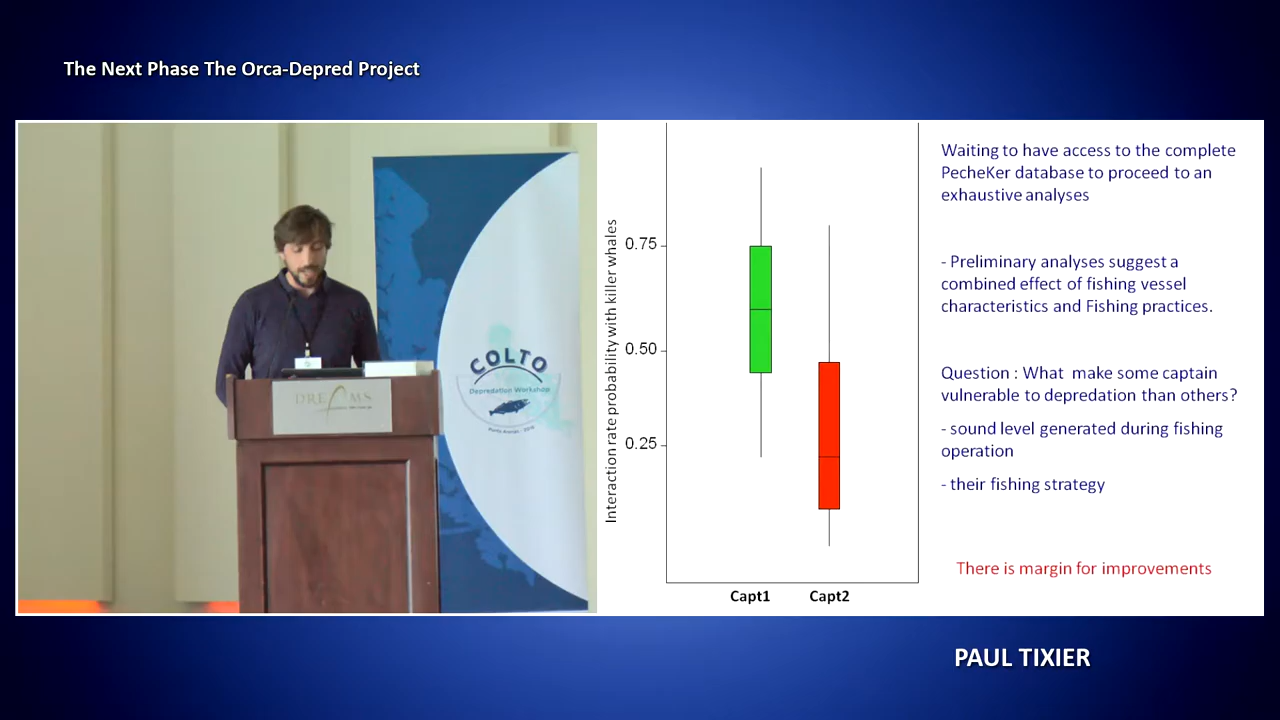 The Next Phase The Orca-Depred Project
COLTO
Depredation Workshop
Punta Arenas - 2016
DREAMS
Interaction rate probability with killer whales
0.75
0.50
0.25
Capt1
Capt2
Waiting to have access to the complete
PecheKer database to proceed to an
exhaustive analyses
- Preliminary analyses suggest a
combined effect of fishing vessel
characteristics and Fishing practices.
Question : What make some captain
vulnerable to depredation than others?
- sound level generated during fishing
operation
- their fishing strategy
There is margin for improvements
PAUL TIXIER